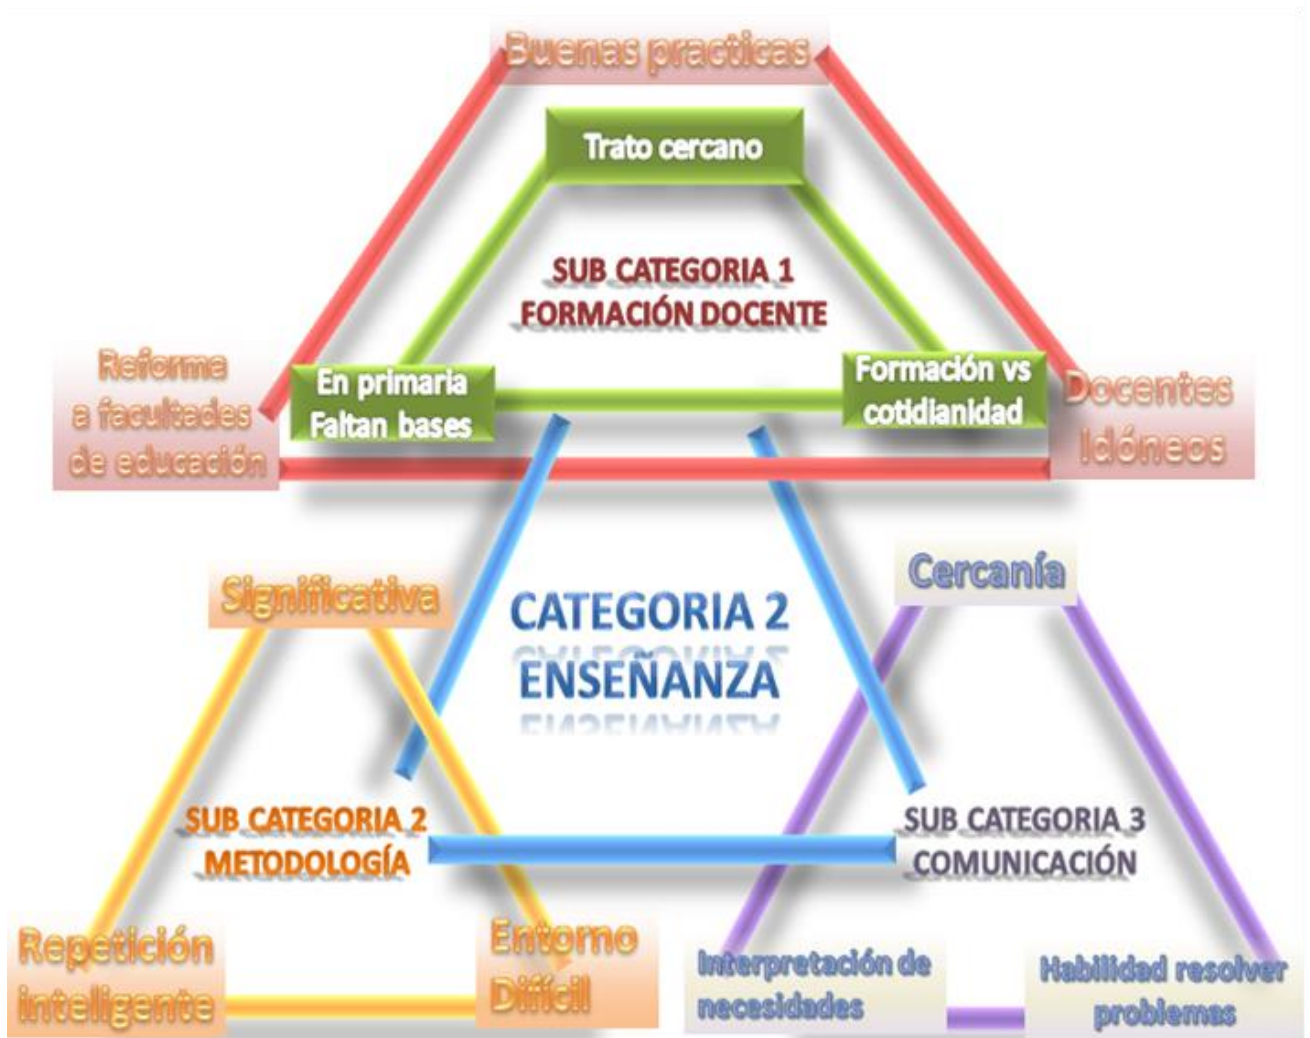 Buenas practicas
Trato cercano
SUB CATEGORIA 1
FORMACIÓN DOCENTE
Reforma
a facultades
de educación
En primaria
Faltan bases
Formación vs
cotidianidad
Docentes
Idóneos
Significativa
Cercanía
CATEGORIA 2
ENSEÑANZA
SUB CATEGORIA 2
METODOLOGÍA
SUB CATEGORIA 3
COMUNICACIÓN
Repetición
inteligente
Entorno
Difícil
Interpretación de
necesidades
Habilidad resolver
problemas